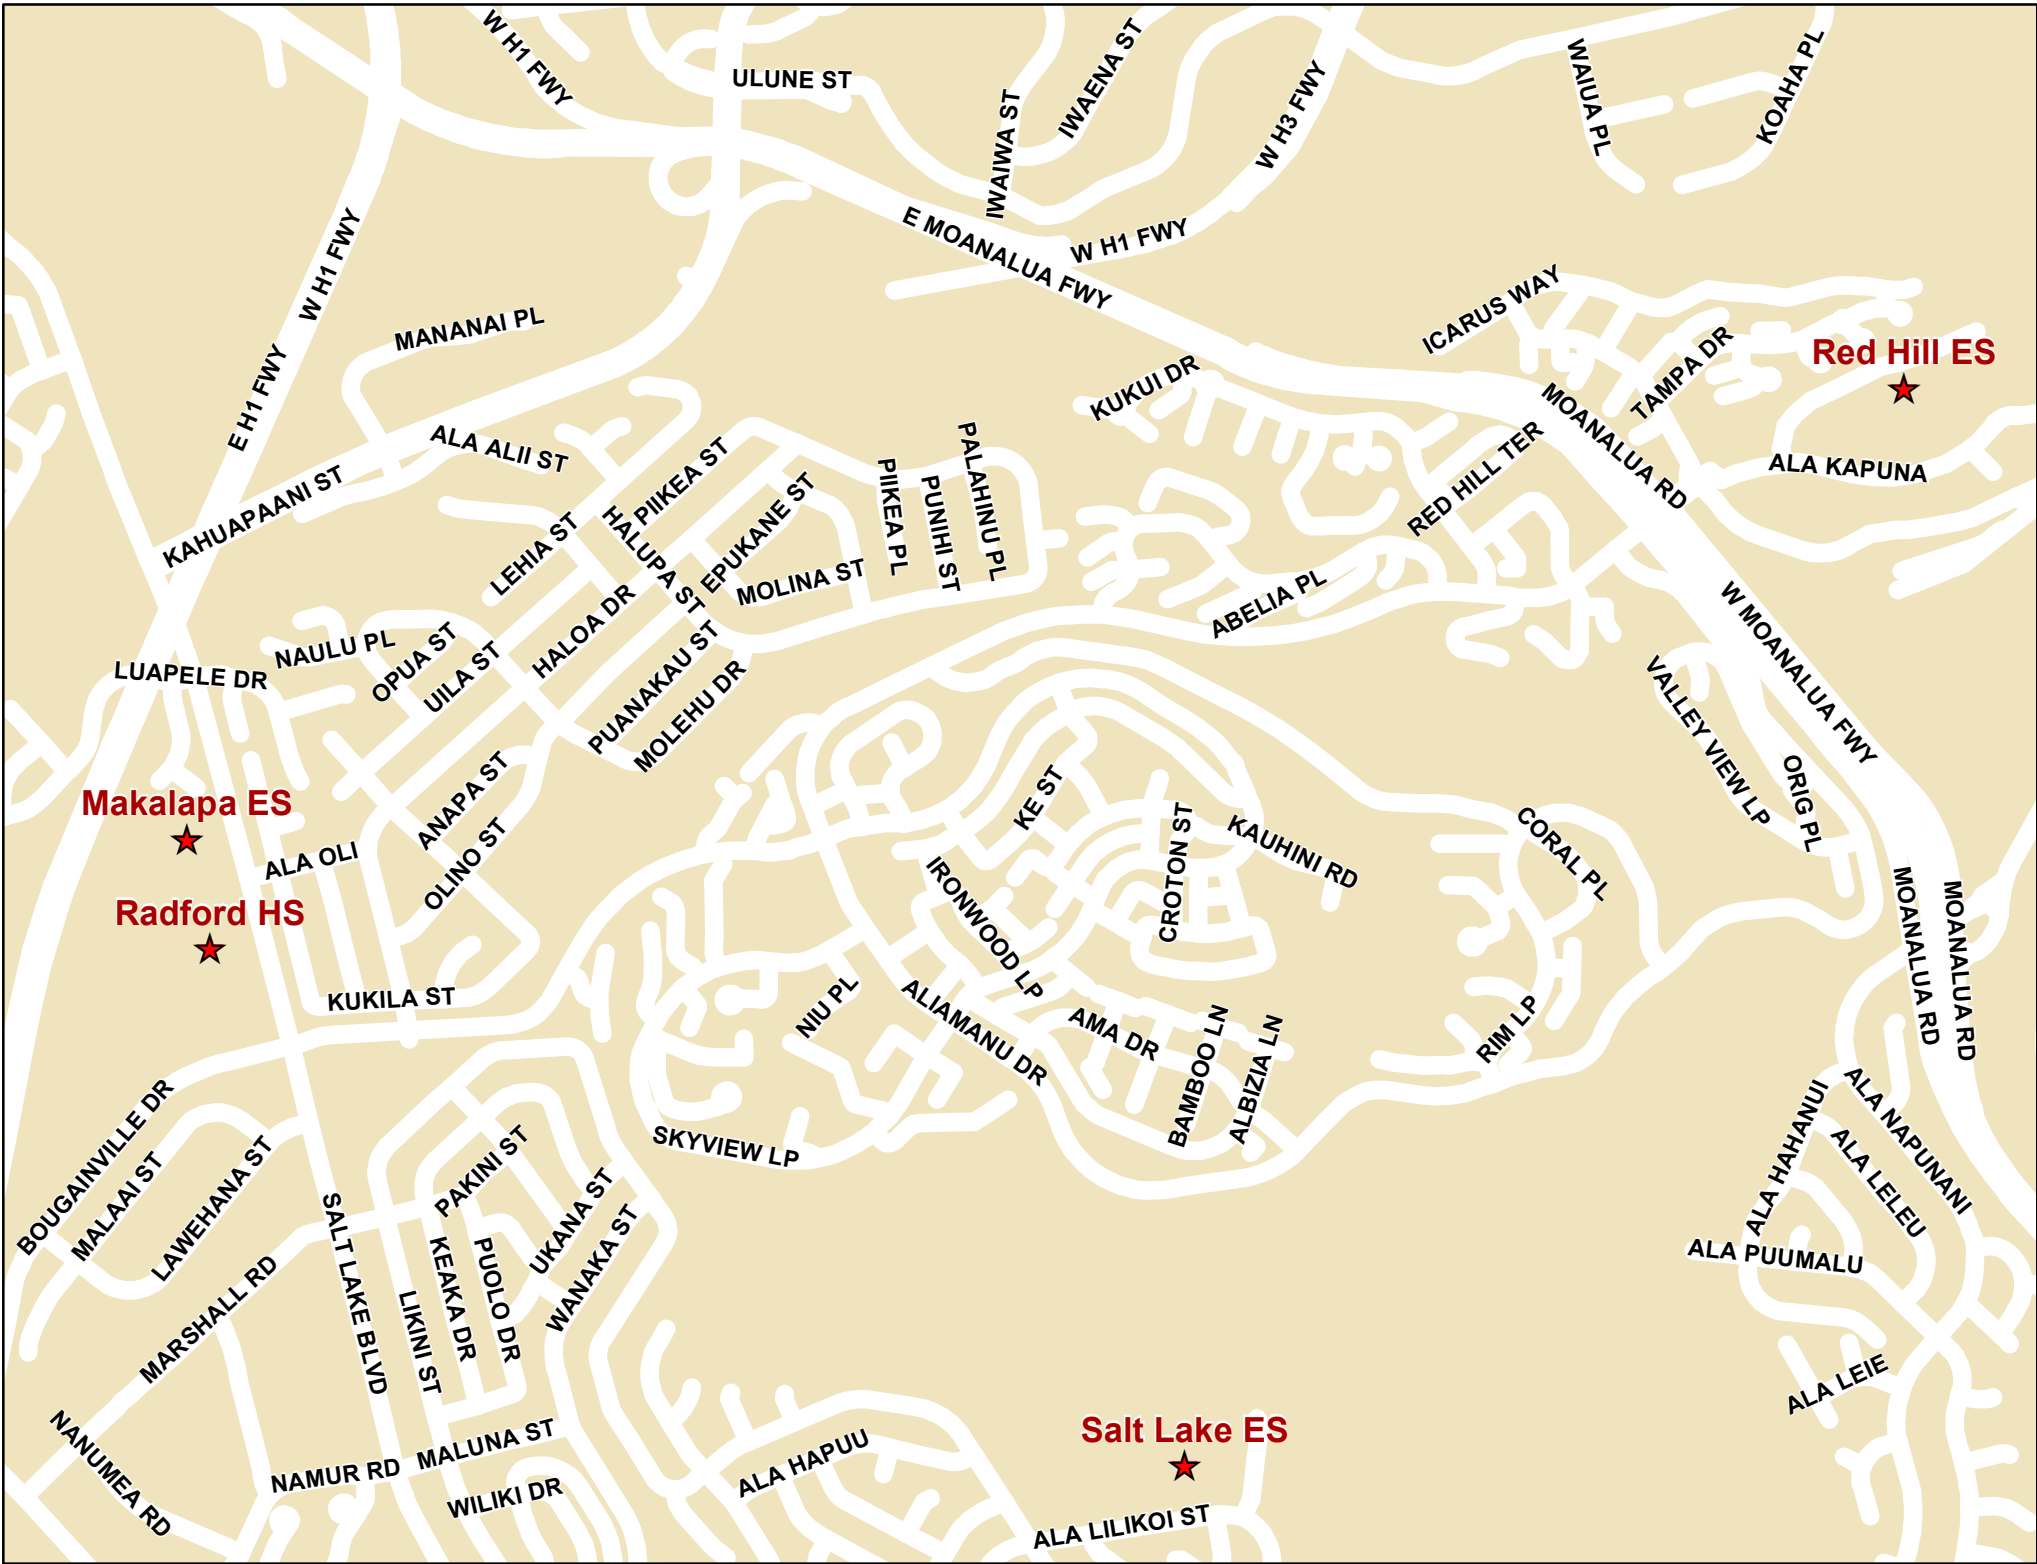 W H1 FWY
ULUNE ST
IWAENA ST
IWAIWA ST
W H3 FWY
WAIUA PL
KOAHA PL
W H1 FWY
E MOANALUA FWY
W H1 FWY
MANANAI PL
ICARUS WAY
E H1 FWY
KUKUI DR
TAMPA DR
Red Hill ES
MOANALUA RD
ALA ALII ST
PIIKEA ST
PALAHINU PL
RED HILL TER
ALA KAPUNA
KAHUAPAANI ST
HALUPA ST
EPUKANE ST
PIIKEA PL
PUNIHI ST
LEHIA ST
MOLINA ST
HALOA DR
ABELIA PL
W MOANALUA FWY
NAULU PL
OPUA ST
UILA ST
LUAPELE DR
PUANAKAU ST
MOLEHU DR
VALLEY VIEW LP
ORIG PL
Makalapa ES
ANAPA ST
KE ST
CROTON ST
KAUHINI RD
CORAL PL
ALA OLI
OLINO ST
IRONWOOD LP
MOANALUA RD
MOANALUA RD
Radford HS
KUKILA ST
NIU PL
ALIAMANU DR
AMA DR
BAMBOO LN
ALBIZIA LN
RIM LP
BOUGAINVILLE DR
MALAAI ST
LAWEHANA ST
PAKINI ST
SKYVIEW LP
ALA HAHANUI
ALA NAPUNANI
ALA LELEU
UKANA ST
WANAKA ST
SALT LAKE BLVD
KEAKA DR
PUOLO DR
LIKINI ST
ALA PUUMALU
MARSHALL RD
ALA LEIE
NANUMEA RD
NAMUR RD
MALUNA ST
WILIKI DR
ALA HAPUU
Salt Lake ES
ALA LILIKOI ST